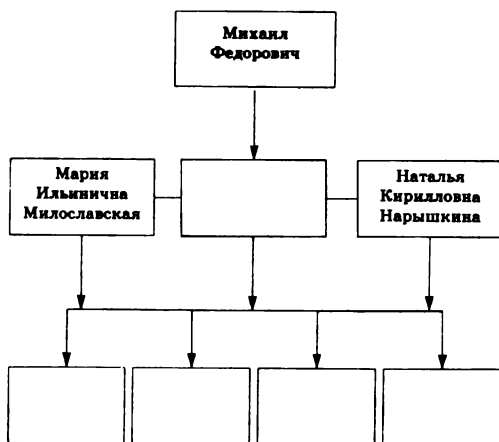 Михаил
Федорович
Мария
Ильинична
Милославская
Наталья
Кирилловна
Нарышкина